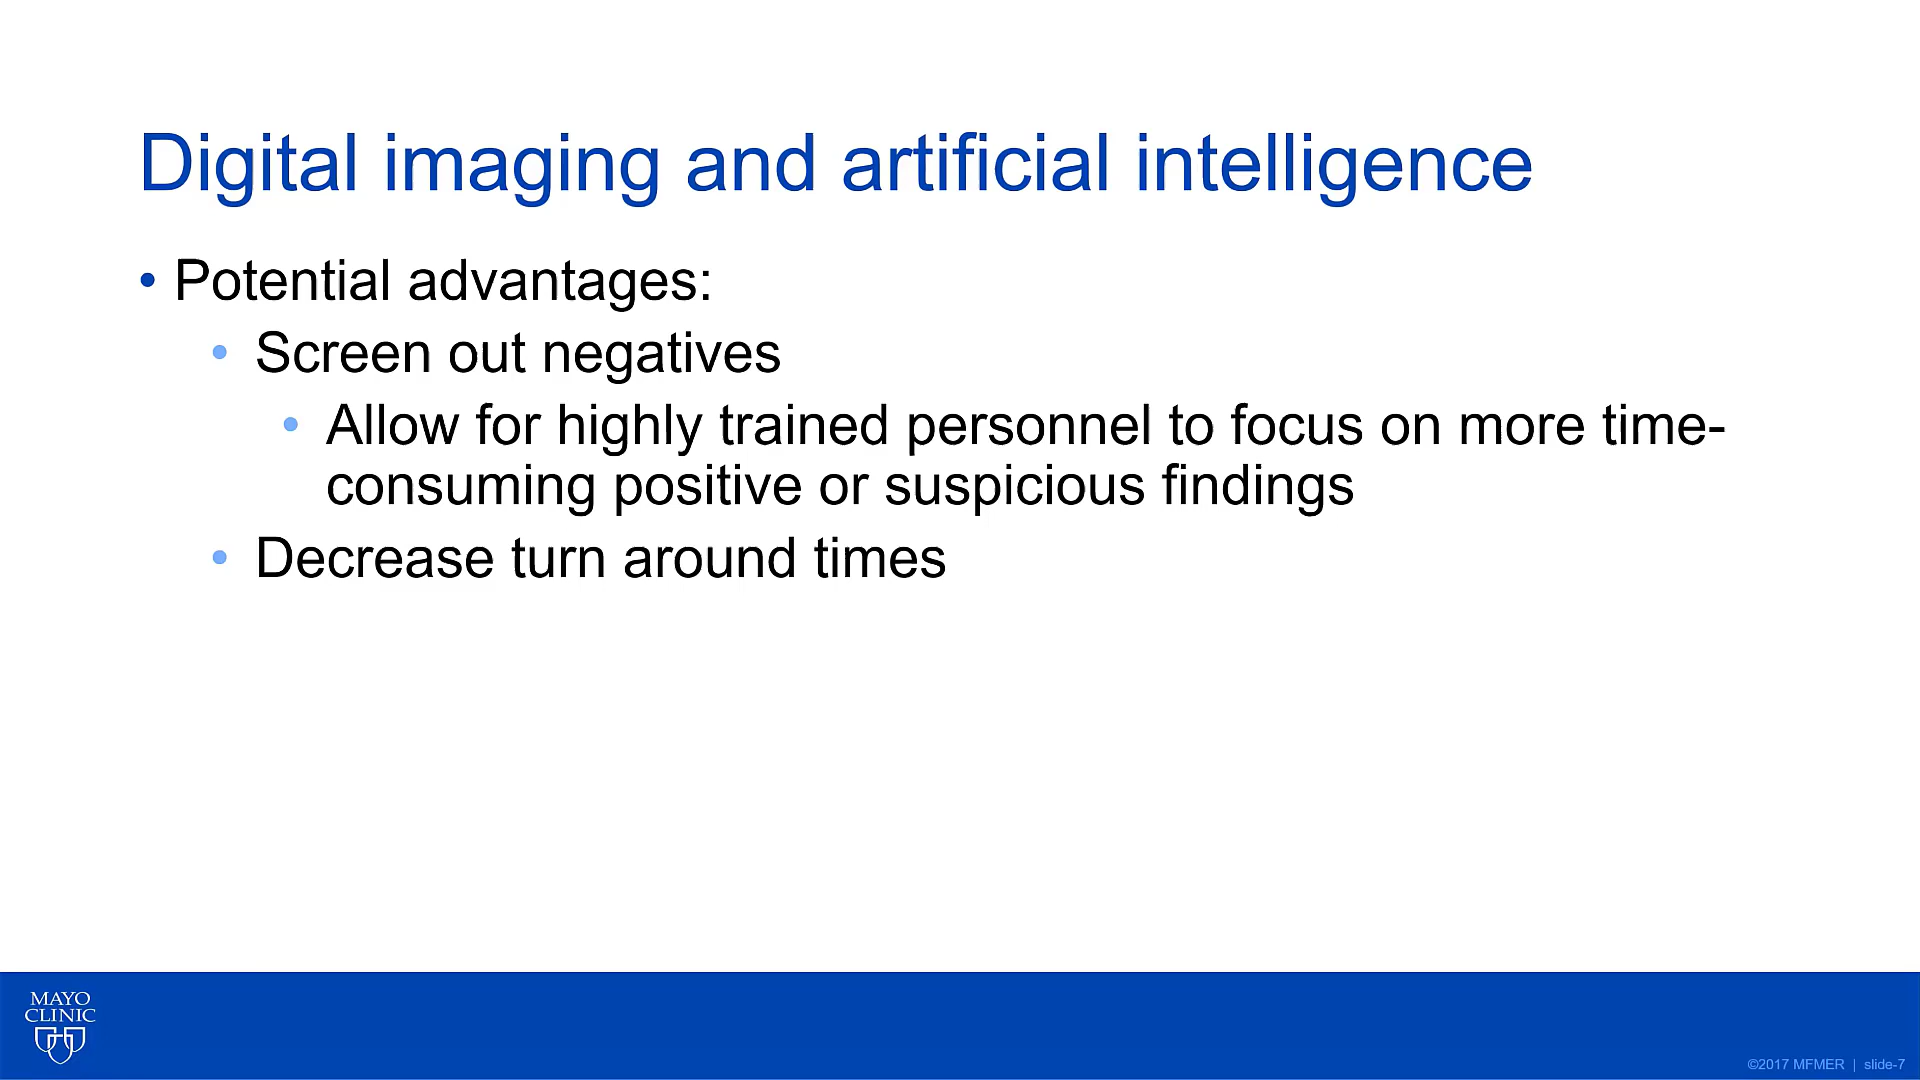 Digital imaging and artificial intelligence
• Potential advantages:
• Screen out negatives
• Allow for highly trained personnel to focus on more time-
consuming positive or suspicious findings
• Decrease turn around times
MAYO
CLINIC
©2017 MFMER | slide-7